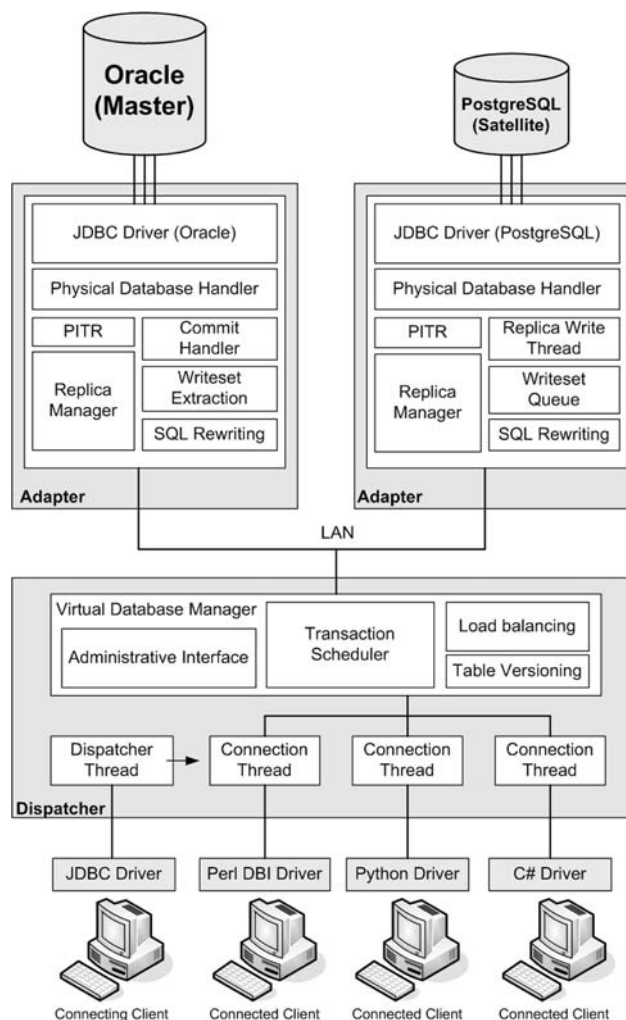 Oracle
(Master)
PostgreSQL
(Satellite)
JDBC Driver (Oracle)
Physical Database Handler
PITR
Commit
Handler
Replica
Manager
Writeset
Extraction
SQL Rewriting
Adapter
JDBC Driver (PostgreSQL)
Physical Database Handler
PITR
Replica Write
Thread
Replica
Manager
Writeset
Queue
SQL Rewriting
Adapter
LAN
Virtual Database Manager
Administrative Interface
Transaction
Scheduler
Load balancing
Table Versioning
Dispatcher
Thread
Connection
Thread
Connection
Thread
Connection
Thread
Dispatcher
JDBC Driver
Perl DBI Driver
Python Driver
C# Driver
Connecting Client
Connected Client
Connected Client
Connected Client